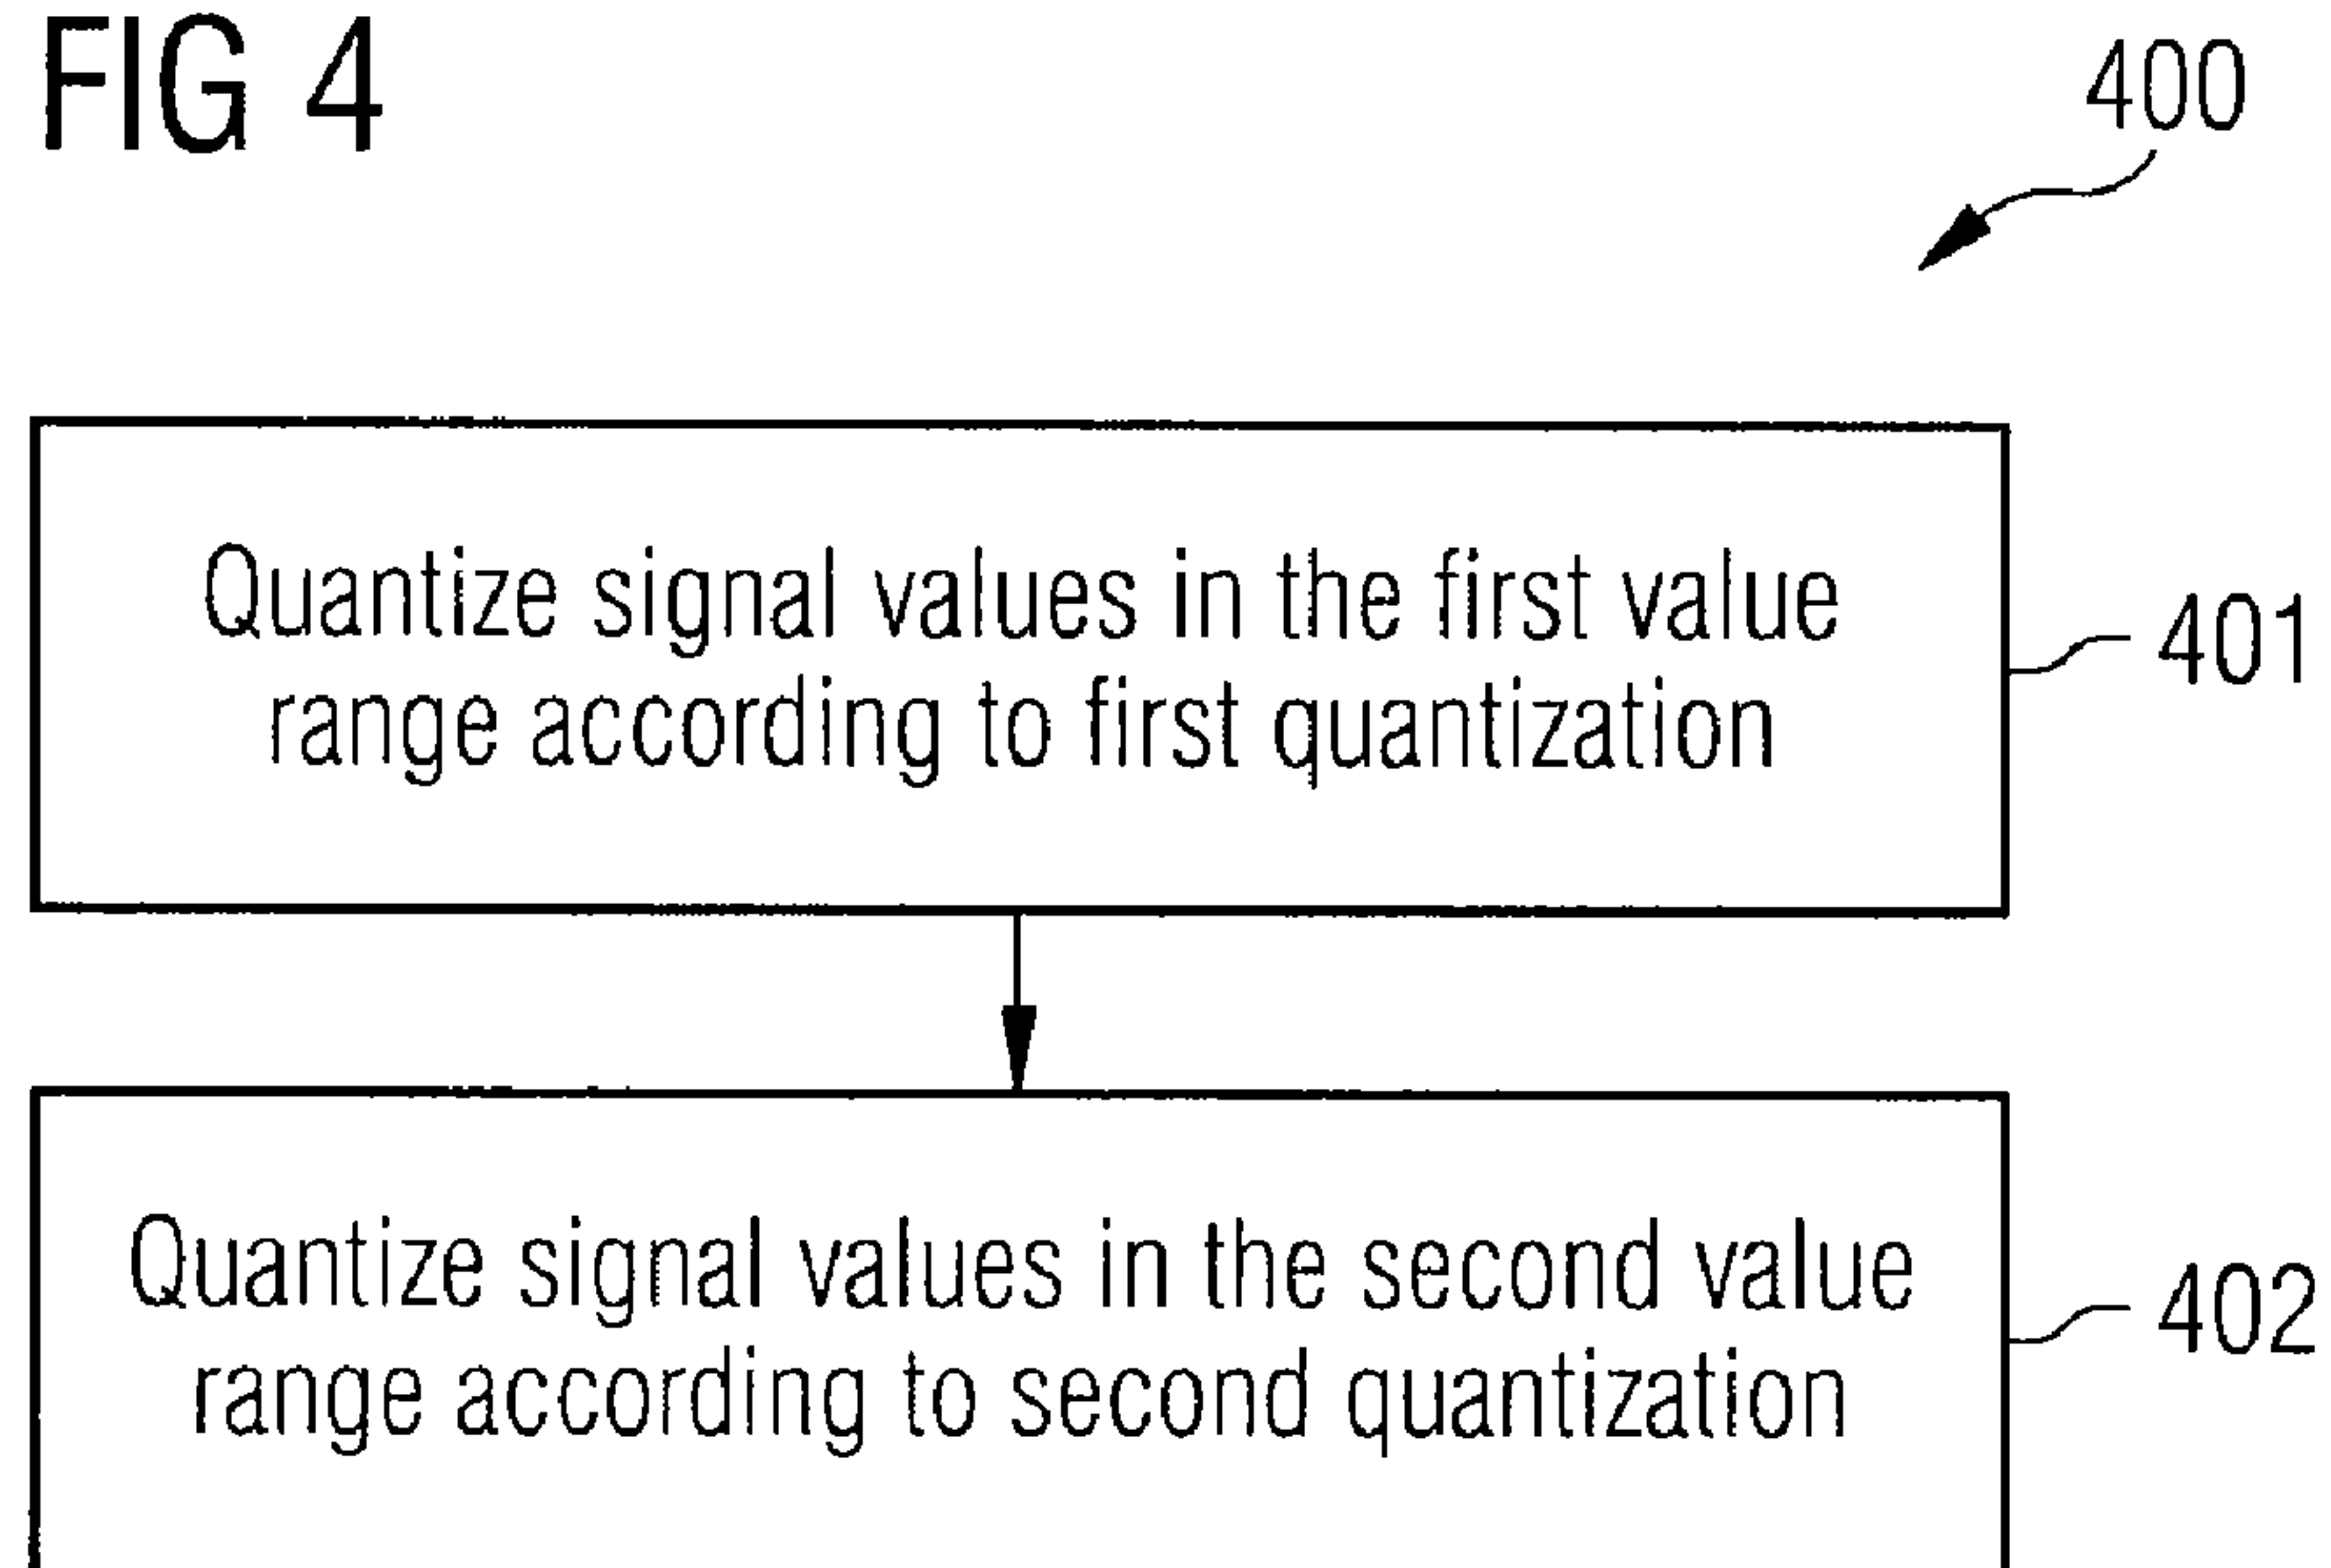 FIG 4
400
Quantize signal values in the first value
range according to first quantization
401
Quantize signal values in the second value
range according to second quantization
402